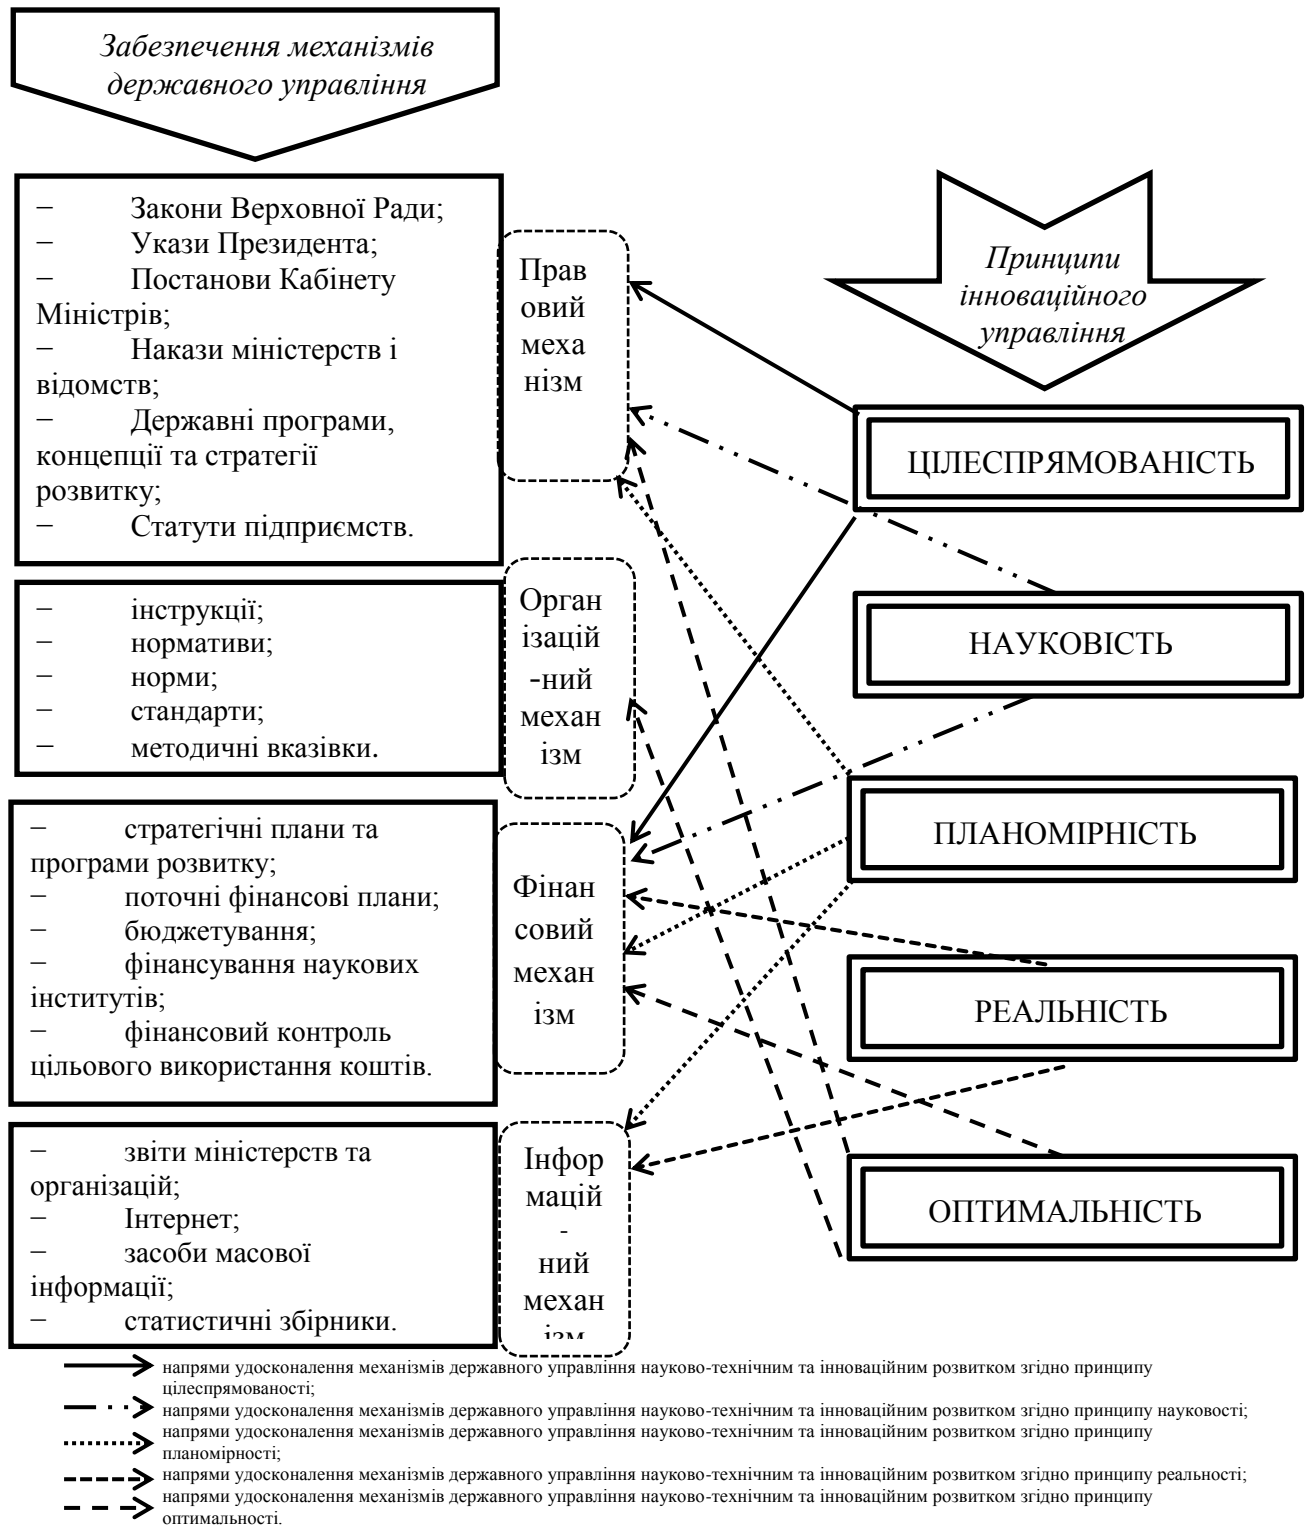 Забезпечення механізмів
державного управління
− Закони Верховної Ради;
− Укази Президента;
− Постанови Кабінету
Міністрів;
− Накази міністерств і
відомств;
− Державні програми,
концепції та стратегії
розвитку;
− Статути підприємств.
Прав
овий
меха
нізм
Принципи
інноваційного
управління
ЦІЛЕСПРЯМОВАНІСТЬ
− інструкції;
− нормативи;
− норми;
− стандарти;
− методичні вказівки.
Орган
ізацій
-ний
механ
ізм
НАУКОВІСТЬ
ПЛАНОМІРНІСТЬ
− стратегічні плани та
програми розвитку;
− поточні фінансові плани;
− бюджетування;
− фінансування наукових
інститутів;
− фінансовий контроль
цільового використання коштів.
Фінан
совий
механ
ізм
РЕАЛЬНІСТЬ
− звіти міністерств та
організацій;
− Інтернет;
− засоби масової
інформації;
− статистичні збірники.
Інфор
мацій
-
ний
механ
ізм
ОПТИМАЛЬНІСТЬ
напрями удосконалення механізмів державного управління науково-технічним та інноваційним розвитком згідно принципу
цілеспрямованості;
напрями удосконалення механізмів державного управління науково-технічним та інноваційним розвитком згідно принципу науковості;
напрями удосконалення механізмів державного управління науково-технічним та інноваційним розвитком згідно принципу
планомірності;
напрями удосконалення механізмів державного управління науково-технічним та інноваційним розвитком згідно принципу реальності;
напрями удосконалення механізмів державного управління науково-технічним та інноваційним розвитком згідно принципу
оптимальності.